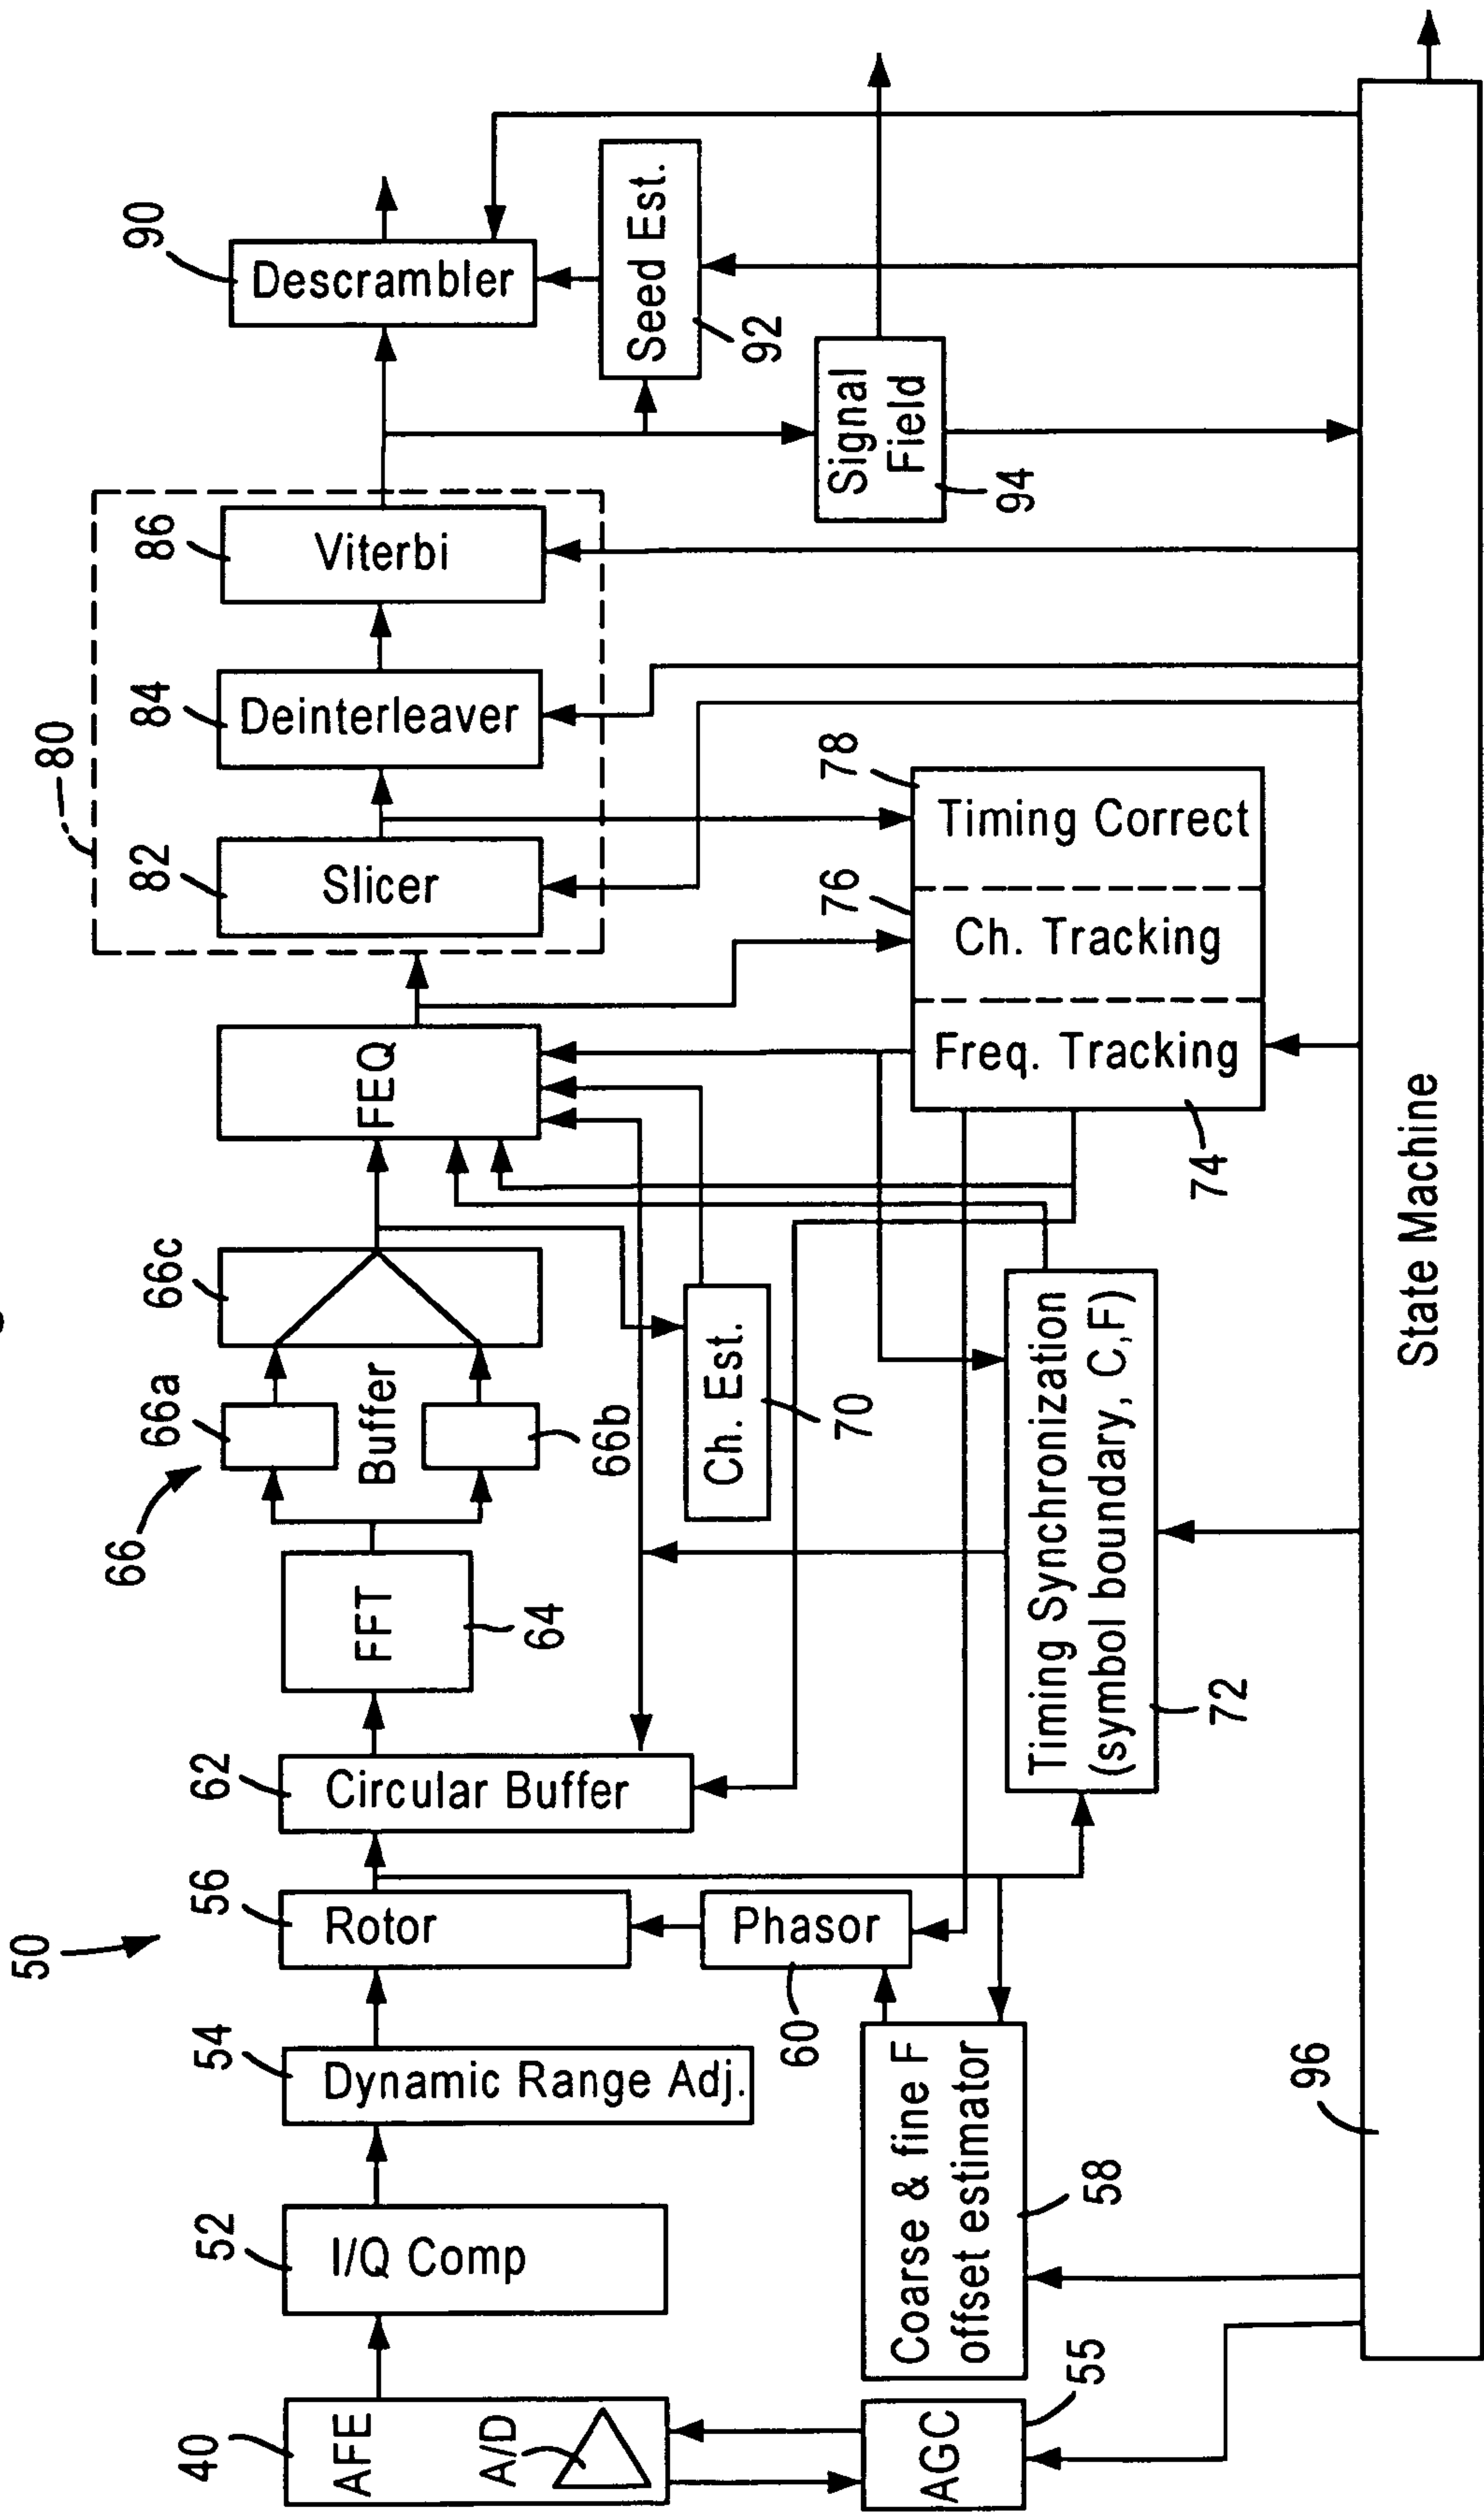 50
40
AFE
A/D
52
I/Q Comp
54
Dynamic Range Adj.
56
Rotor
62
Circular Buffer
FFT
64
66
66a
Buffer
66b
66c
FEQ
80
82
Slicer
84
Deinterleaver
86
Viterbi
90
Descrambler
Seed Est.
92
Signal
Field
94
AGC
55
Coarse & fine F
offset estimator
58
Phasor
60
Ch. Est.
70
Timing Synchronization
(symbol boundary, C,F)
72
Freq. Tracking
74
Ch. Tracking
76
Timing Correct
78
State Machine
96